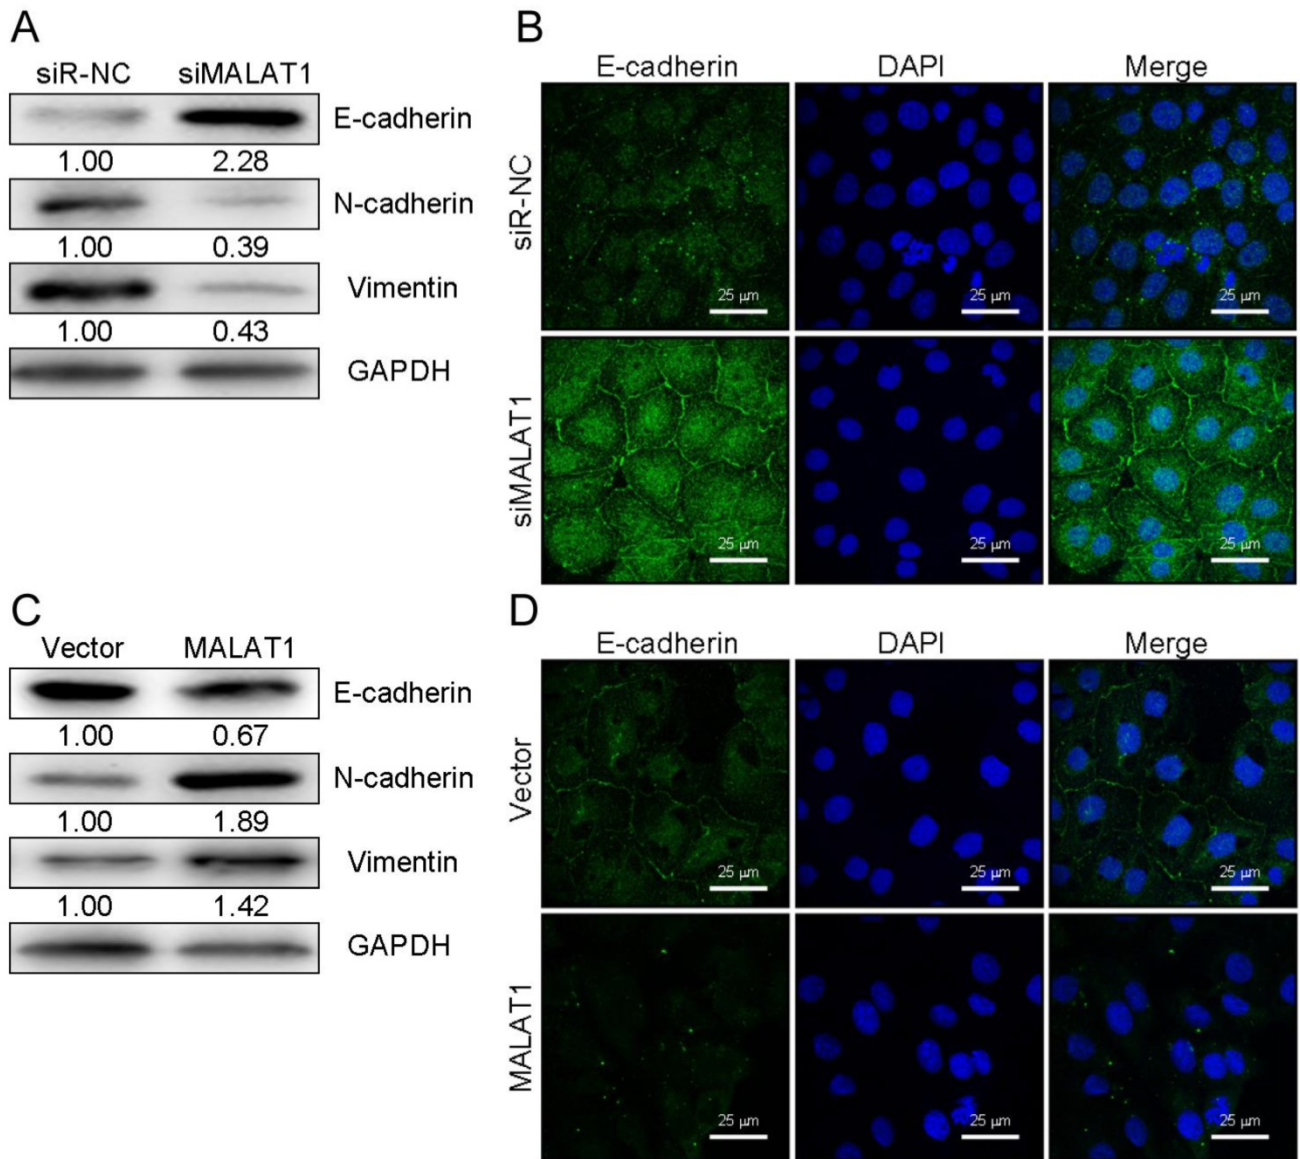 A
siR-NC siMALAT1
E-cadherin
1.00 2.28
N-cadherin
1.00 0.39
Vimentin
1.00 0.43
GAPDH
B
E-cadherin DAPI Merge
siR-NC
25 µm 25 µm 25 µm
siMALAT1
25 µm 25 µm 25 µm
C
Vector MALAT1
E-cadherin
1.00 0.67
N-cadherin
1.00 1.89
Vimentin
1.00 1.42
GAPDH
D
E-cadherin DAPI Merge
Vector
25 µm 25 µm 25 µm
MALAT1
25 µm 25 µm 25 µm